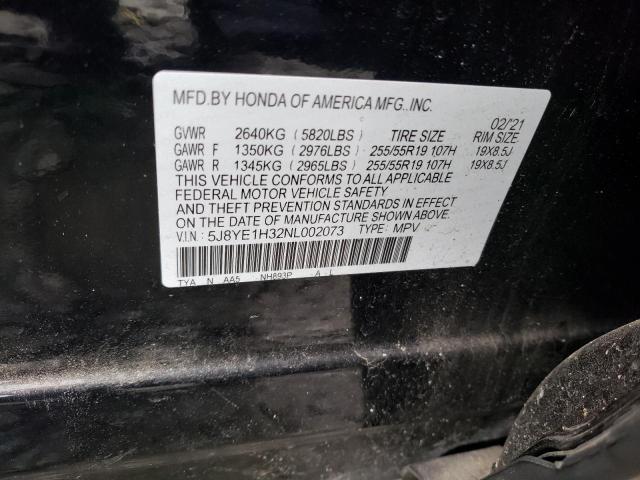 MFD.BY HONDA OF AMERICA MFG.,INC.
02/21
GVWR 2640KG (5820LBS) TIRE SIZE RIM SIZE
GAWR F 1350KG (2976LBS) 255/55R19 107H 19X8.5J
GAWR R 1345KG (2965LBS) 255/55R19 107H 19X8.5J
THIS VEHICLE CONFORMS TO ALL APPLICABLE
FEDERAL MOTOR VEHICLE SAFETY
AND THEFT PREVENTION STANDARDS IN EFFECT
ON THE DATE OF MANUFACTURE SHOWN ABOVE.
V.I.N: 5J8YE1H32NL002073 TYPE: MPV
TYA N AA5 NH893P A L